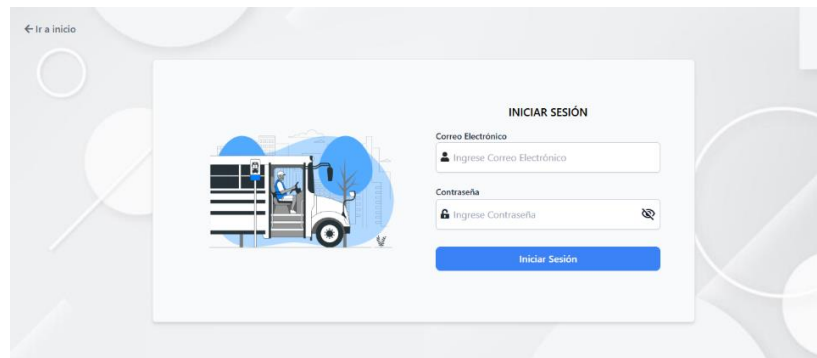 Ir a inicio
INICIAR SESIÓN
Correo Electrónico
Ingrese Correo Electrónico
Contraseña
Ingrese Contraseña
Iniciar Sesión